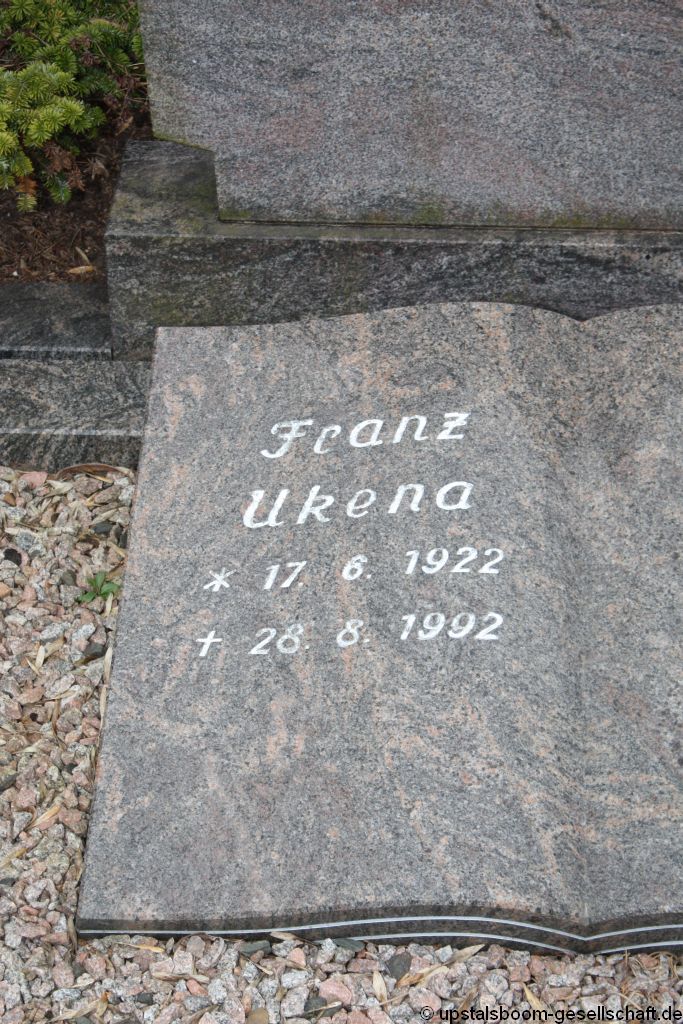 Franz
Ukena
* 17. 6. 1922
† 28. 8. 1992
© upstalsboom-gesellschaft.de